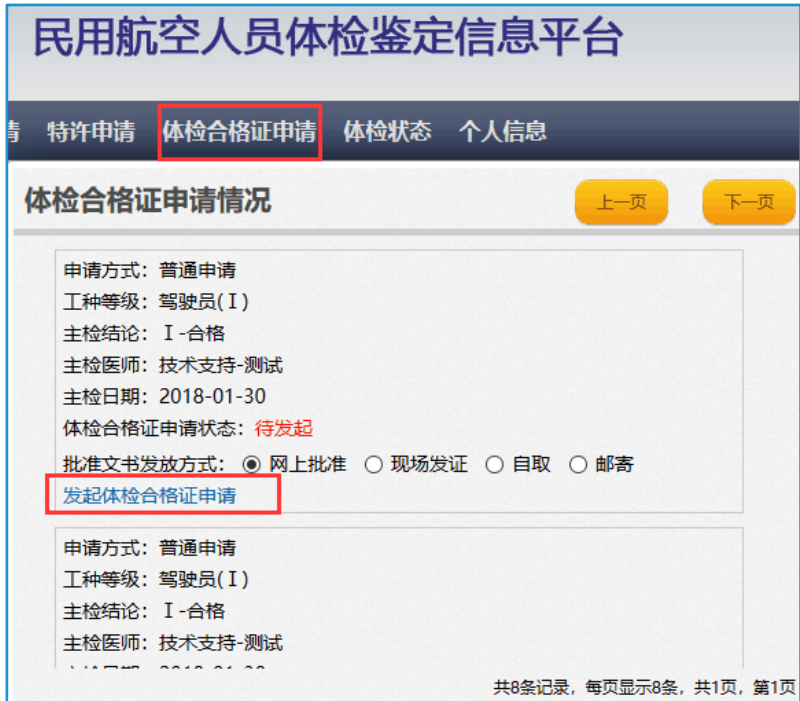 民用航空人员体检鉴定信息平台
特许申请 体检合格证申请 体检状态 个人信息
体检合格证申请情况 上一页 下一页
申请方式：普通申请
工种等级：驾驶员(Ⅰ)
主检结论：Ⅰ-合格
主检医师：技术支持-测试
主检日期：2018-01-30
体检合格证申请状态：待发起
批准文书发放方式：网上批准 现场发证 自取 邮寄
发起体检合格证申请
申请方式：普通申请
工种等级：驾驶员(Ⅰ)
主检结论：Ⅰ-合格
主检医师：技术支持-测试
共8条记录，每页显示8条，共1页，第1页